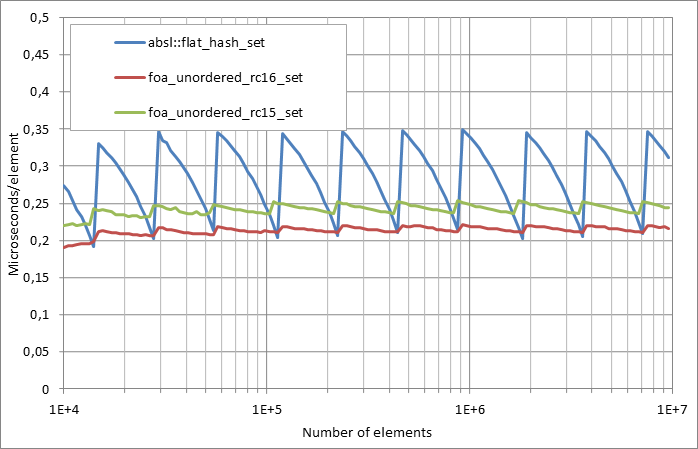 0,5
0,45
0,4
0,35
0,3
0,25
0,2
0,15
0,1
0,05
0
Microseconds/element
absl::flat_hash_set
foa_unordered_rc16_set
foa_unordered_rc15_set
1E+4
1E+5
1E+6
1E+7
Number of elements